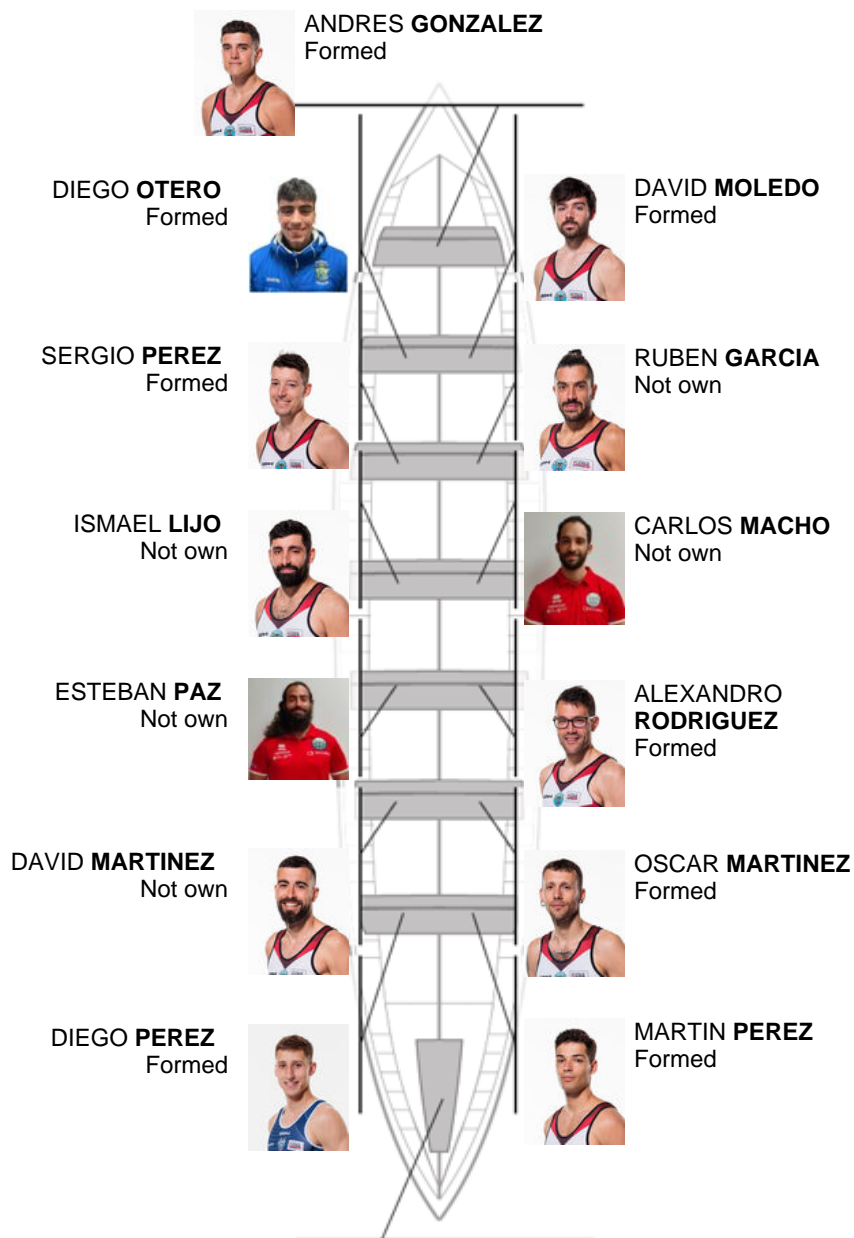 ANDRES GONZALEZ
Formed
DIEGO OTERO
Formed
DAVID MOLEDO
Formed
SERGIO PEREZ
Formed
RUBEN GARCIA
Not own
ISMAEL LIJO
Not own
CARLOS MACHO
Not own
ESTEBAN PAZ
Not own
ALEXANDRO
RODRIGUEZ
Formed
DAVID MARTINEZ
Not own
OSCAR MARTINEZ
Formed
DIEGO PEREZ
Formed
MARTIN PEREZ
Formed